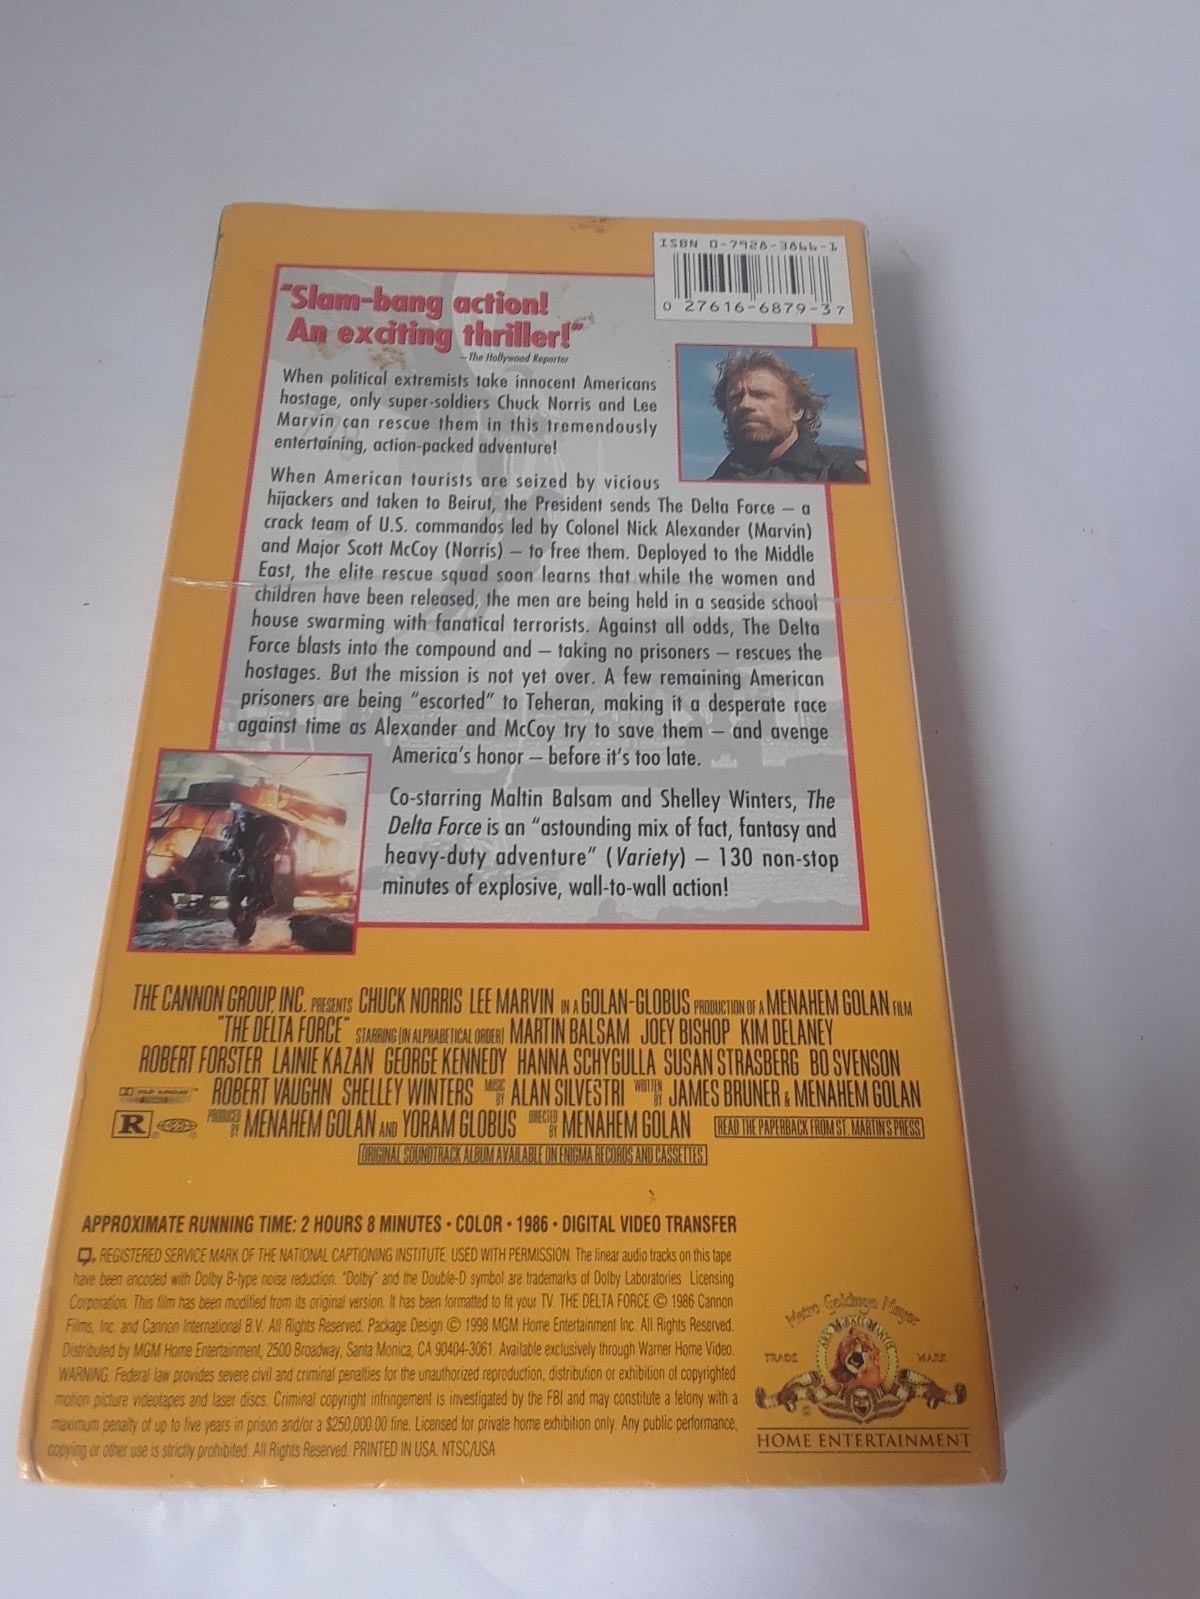 ISBN 0-7928-3866-1
0 27616-6879-3 7
"Slam-bang action!
An exciting thriller!"
–The Hollywood Reporter
When political extremists take innocent Americans
hostage, only super-soldiers Chuck Norris and Lee
Marvin can rescue them in this tremendously
entertaining, action-packed adventure!
When American tourists are seized by vicious
hijackers and taken to Beirut, the President sends The Delta Force – a
crack team of U.S. commandos led by Colonel Nick Alexander (Marvin)
and Major Scott McCoy (Norris) – to free them. Deployed to the Middle
East, the elite rescue squad soon learns that while the women and
children have been released, the men are being held in a seaside school
house swarming with fanatical terrorists. Against all odds, The Delta
Force blasts into the compound and – taking no prisoners – rescues the
hostages. But the mission is not yet over. A few remaining American
prisoners are being "escorted" to Teheran, making it a desperate race
against time as Alexander and McCoy try to save them – and avenge
America's honor – before it's too late.
Co-starring Maltin Balsam and Shelley Winters, The
Delta Force is an "astounding mix of fact, fantasy and
heavy-duty adventure" (Variety) – 130 non-stop
minutes of explosive, wall-to-wall action!
THE CANNON GROUP, INC. PRESENTS CHUCK NORRIS LEE MARVIN IN A GOLAN-GLOBUS PRODUCTION OF A MENAHEM GOLAN FILM
"THE DELTA FORCE" STARRING (IN ALPHABETICAL ORDER) MARTIN BALSAM JOEY BISHOP KIM DELANEY
ROBERT FORSTER LAINIE KAZAN GEORGE KENNEDY HANNA SCHYGULLA SUSAN STRASBERG BO SVENSON
DOLBY SURROUND ROBERT VAUGHN SHELLEY WINTERS MUSIC BY ALAN SILVESTRI WRITTEN BY JAMES BRUNER & MENAHEM GOLAN
R PRODUCED BY MENAHEM GOLAN AND YORAM GLOBUS DIRECTED BY MENAHEM GOLAN READ THE PAPERBACK FROM ST. MARTIN'S PRESS
ORIGINAL SOUNDTRACK ALBUM AVAILABLE ON ENIGMA RECORDS AND CASSETTES
APPROXIMATE RUNNING TIME: 2 HOURS 8 MINUTES • COLOR • 1986 • DIGITAL VIDEO TRANSFER
REGISTERED SERVICE MARK OF THE NATIONAL CAPTIONING INSTITUTE. USED WITH PERMISSION. The linear audio tracks on this tape
have been encoded with Dolby B-type noise reduction. "Dolby" and the Double-D symbol are trademarks of Dolby Laboratories Licensing
Corporation. This film has been modified from its original version. It has been formatted to fit your TV. THE DELTA FORCE © 1986 Cannon
Films, Inc. and Cannon International B.V. All Rights Reserved. Package Design © 1998 MGM Home Entertainment Inc. All Rights Reserved.
Distributed by MGM Home Entertainment, 2500 Broadway, Santa Monica, CA 90404-3061. Available exclusively through Warner Home Video.
WARNING: Federal law provides severe civil and criminal penalties for the unauthorized reproduction, distribution or exhibition of copyrighted
motion picture videotapes and laser discs. Criminal copyright infringement is investigated by the FBI and may constitute a felony with a
maximum penalty of up to five years in prison and/or a $250,000.00 fine. Licensed for private home exhibition only. Any public performance,
copying or other use is strictly prohibited. All Rights Reserved. PRINTED IN USA. NTSC/USA
Metro Goldwyn Mayer
ARS GRATIA ARTIS
TRADE MARK
HOME ENTERTAINMENT